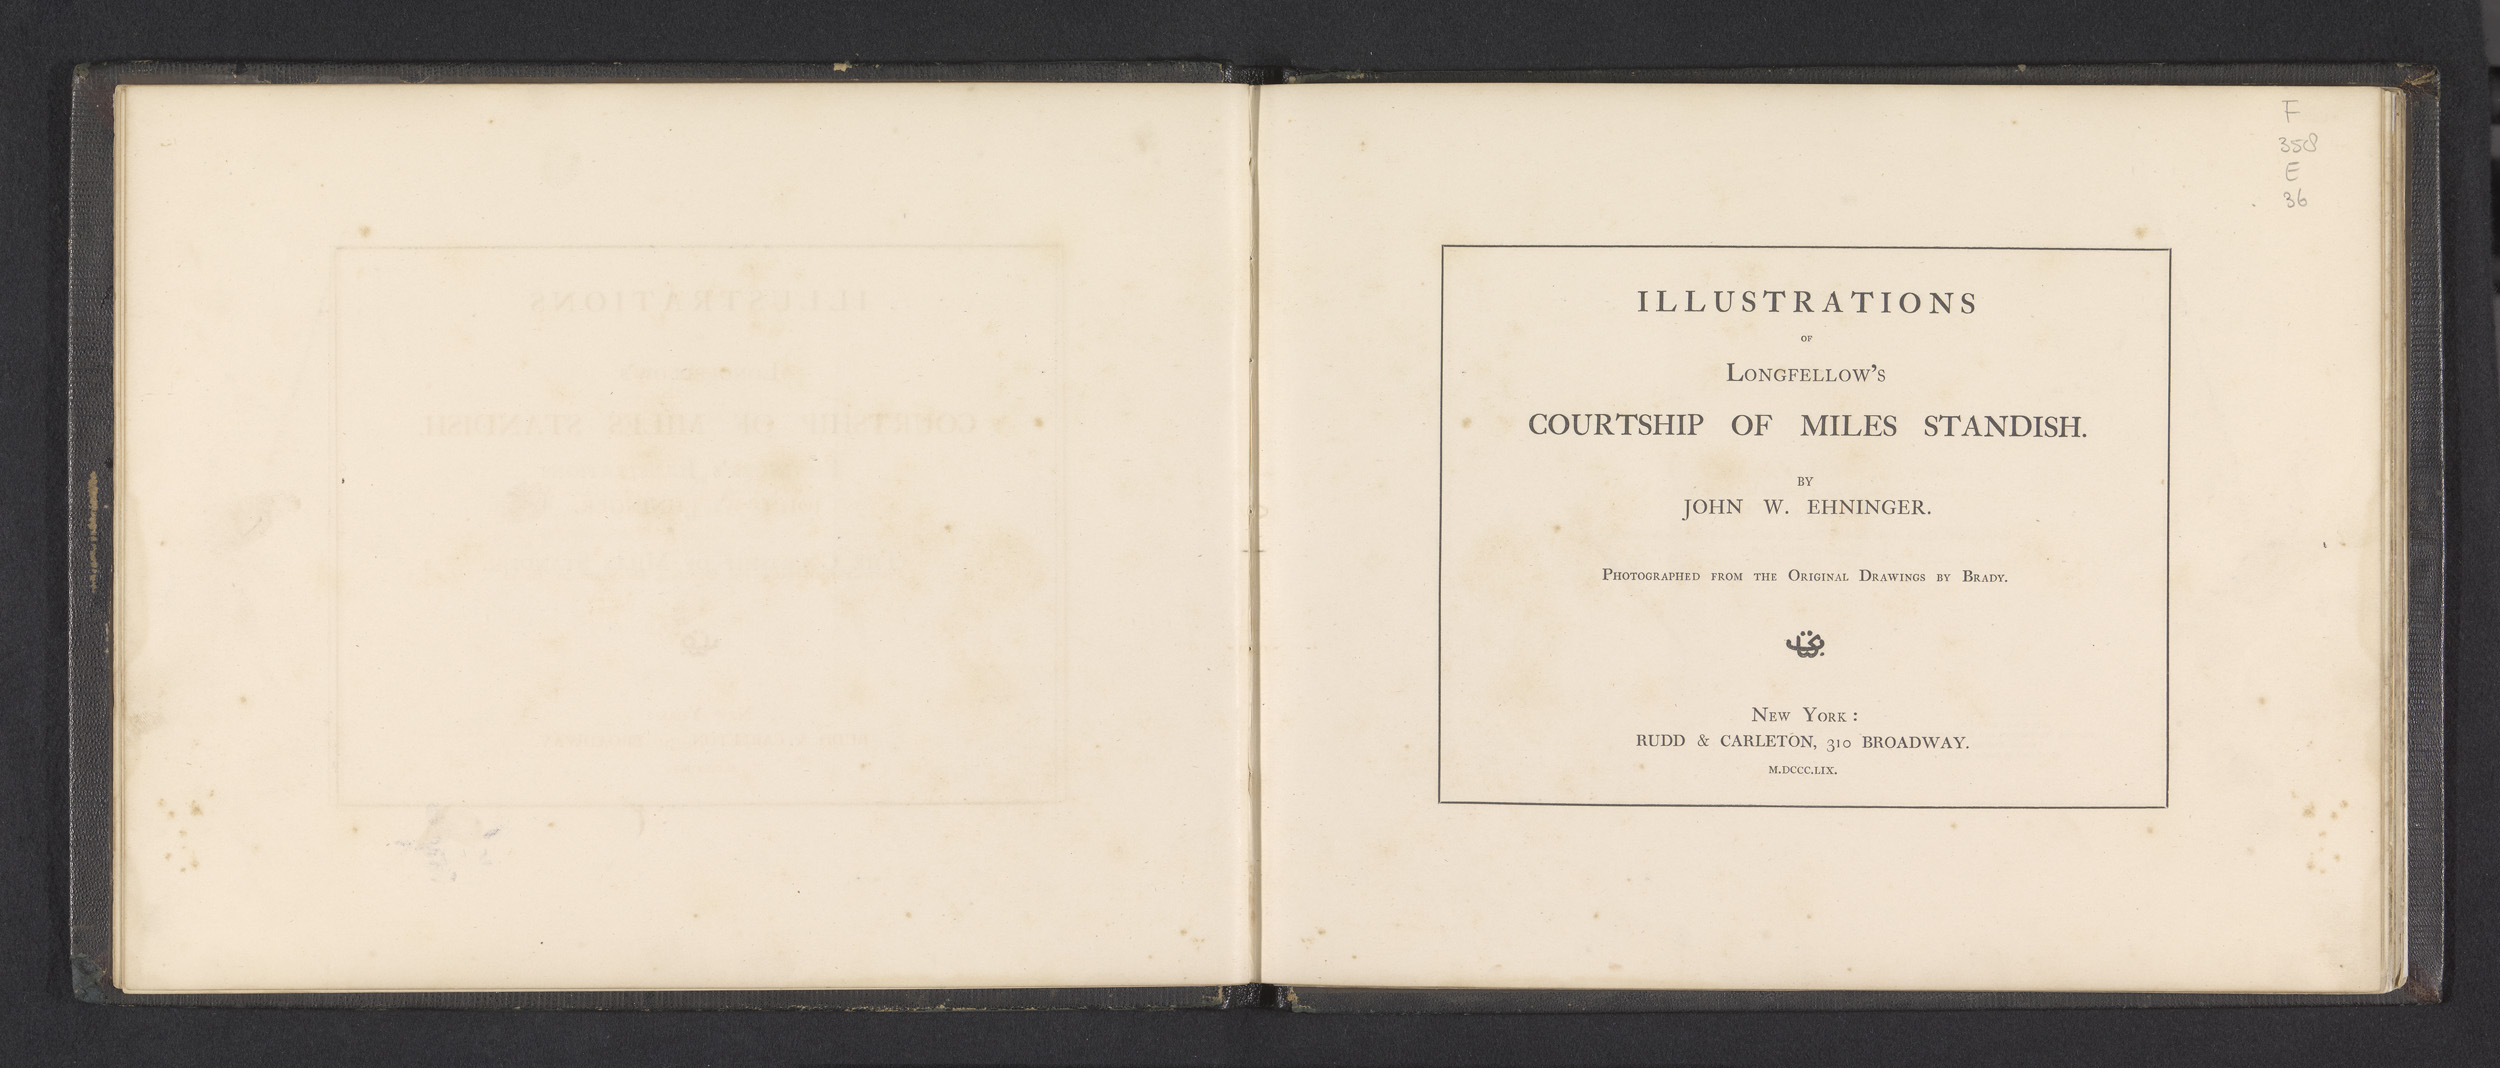 F
358
E
36
ILLUSTRATIONS
OF
LONGFELLOW'S
COURTSHIP OF MILES STANDISH.
BY
JOHN W. EHNINGER.
PHOTOGRAPHED FROM THE ORIGINAL DRAWINGS BY BRADY.
NEW YORK:
RUDD & CARLETON, 310 BROADWAY.
M.DCCC.LIX.